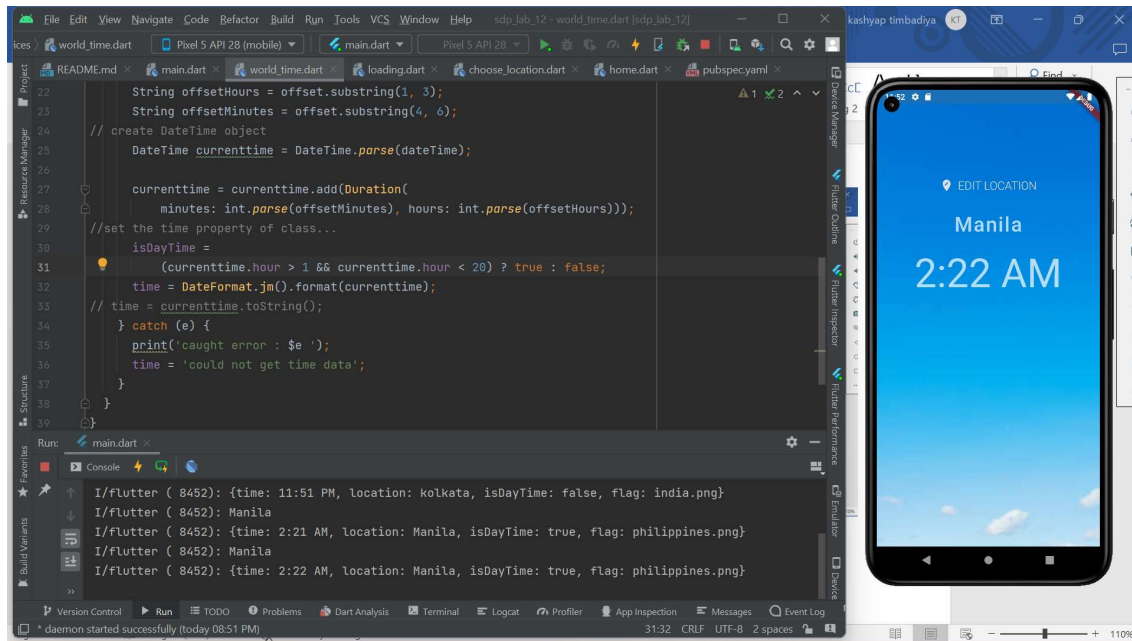 File Edit View Navigate Code Refactor Build Run Tools VCS Window Help sdp_lab_12 - world_time.dart [sdp_lab_12]
kashyap timbadiya KT
ices world_time.dart Pixel 5 API 28 (mobile) main.dart Pixel 5 API 28
README.md main.dart world_time.dart loading.dart choose_location.dart home.dart pubspec.yaml
Find
22 String offsetHours = offset.substring(1, 3);
1 2
23 String offsetMinutes = offset.substring(4, 6);
24 // create DateTime object
25 DateTime currenttime = DateTime.parse(dateTime);
26
27 currenttime = currenttime.add(Duration(
28 minutes: int.parse(offsetMinutes), hours: int.parse(offsetHours)));
29 //set the time property of class...
30 isDayTime =
31 (currenttime.hour > 1 && currenttime.hour < 20) ? true : false;
32 time = DateFormat.jm().format(currenttime);
33 // time = currenttime.toString();
34 } catch (e) {
35 print('caught error : $e ');
36 time = 'could not get time data';
37 }
38 }
39 }
Project
Resource Manager
Structure
Favorites
Build Variants
Device Manager
Flutter Outline
Flutter Inspector
Flutter Performance
Emulator
Device
EDIT LOCATION
Manila
2:22 AM
Run: main.dart
Console
I/flutter ( 8452): {time: 11:51 PM, location: kolkata, isDayTime: false, flag: india.png}
I/flutter ( 8452): Manila
I/flutter ( 8452): {time: 2:21 AM, location: Manila, isDayTime: true, flag: philippines.png}
I/flutter ( 8452): Manila
I/flutter ( 8452): {time: 2:22 AM, location: Manila, isDayTime: true, flag: philippines.png}
Version Control Run TODO Problems Dart Analysis Terminal Logcat Profiler App Inspection Messages Event Log
* daemon started successfully (today 08:51 PM) 31:32 CRLF UTF-8 2 spaces
110%